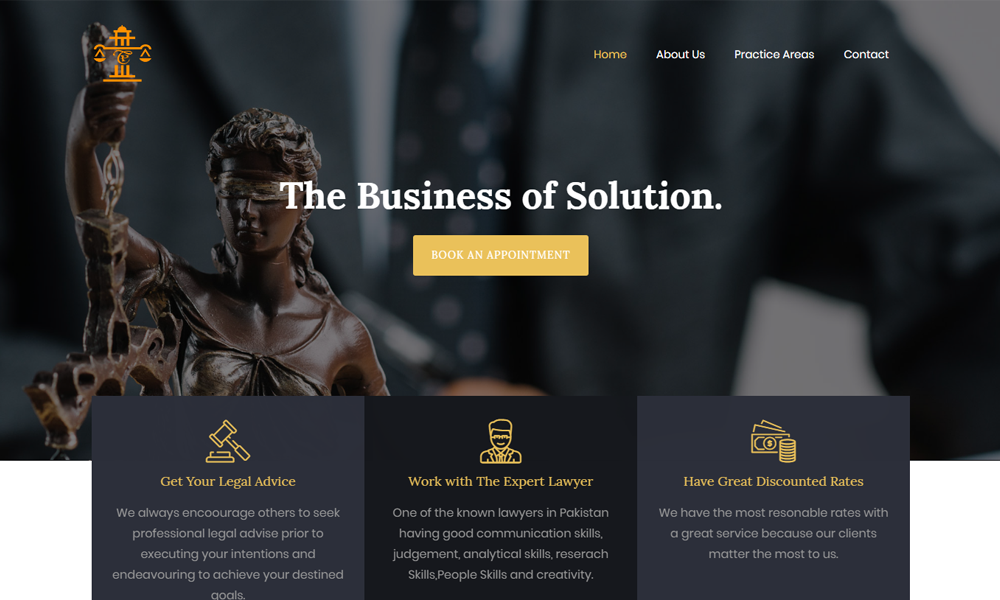 Home About Us Practice Areas Contact
The Business of Solution.
BOOK AN APPOINTMENT
Get Your Legal Advice
We always encoourage others to seek
professional legal advise prior to
executing your intentions and
endeavouring to achieve your destined
goals.
Work with The Expert Lawyer
One of the known lawyers in Pakistan
having good communication skills,
judgement, analytical skills, reserach
Skills,People Skills and creativity.
Have Great Discounted Rates
We have the most resonable rates with
a great service because our clients
matter the most to us.